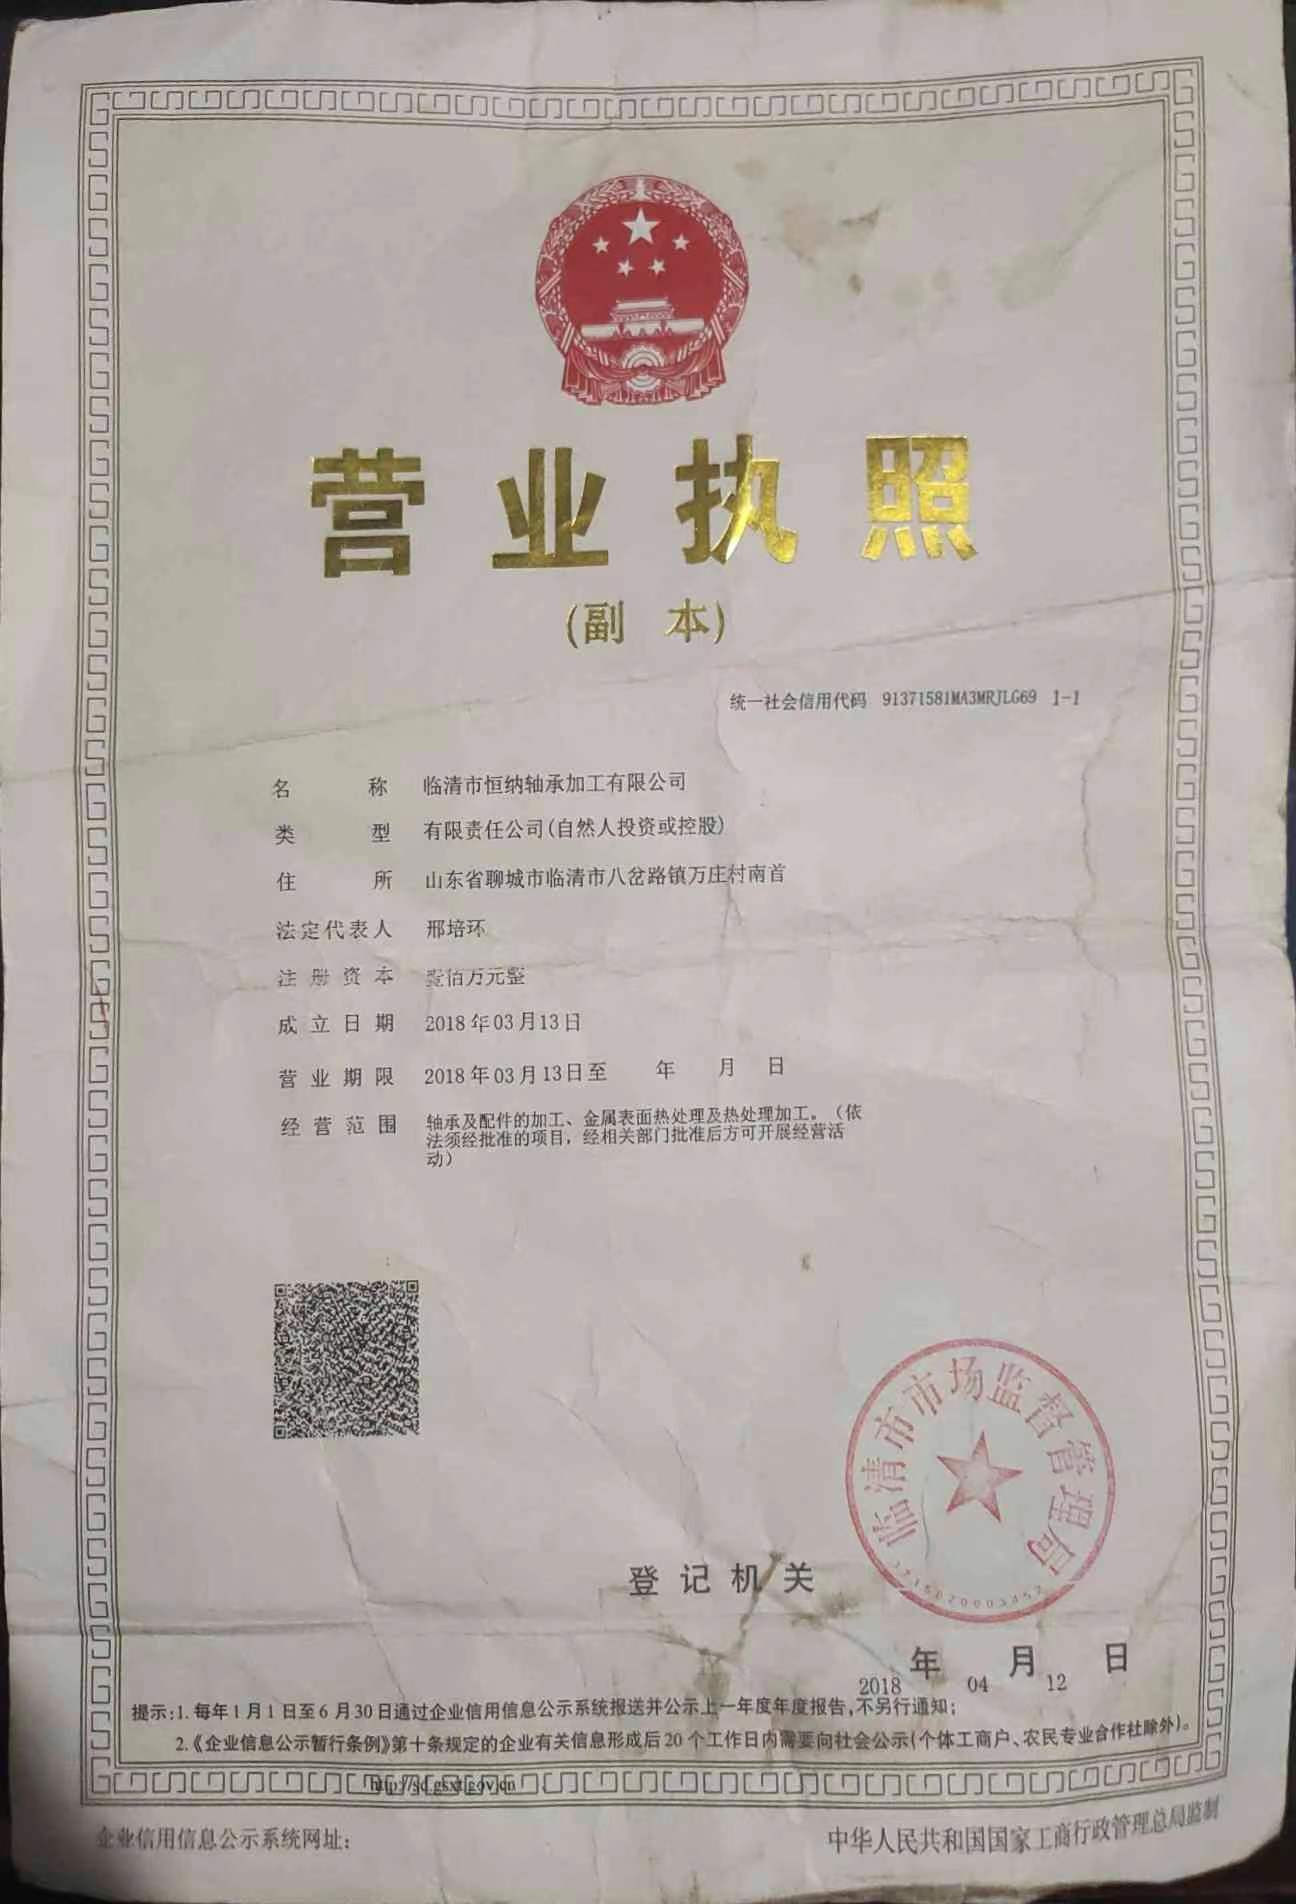 营业执照
(副 本)
统一社会信用代码 91371581MA3MRJLG69 1-1
名 称 临清市恒纳轴承加工有限公司
类 型 有限责任公司(自然人投资或控股)
住 所 山东省聊城市临清市八岔路镇万庄村南首
法定代表人 邢培环
注册资本 壹佰万元整
成立日期 2018年03月13日
营业期限 2018年03月13日至 年 月 日
经营范围 轴承及配件的加工、金属表面热处理及热处理加工。（依
法须经批准的项目，经相关部门批准后方可开展经营活
动）
临清市市场监督管理局
登记机关
2018 年 04 月 12 日
提示:1.每年1月1日至6月30日通过企业信用信息公示系统报送并公示上一年度年度报告,不另行通知;
2.《企业信息公示暂行条例》第十条规定的企业有关信息形成后20个工作日内需要向社会公示(个体工商户、农民专业合作社除外)。
http://sd.gsxt.gov.cn
企业信用信息公示系统网址:
中华人民共和国国家工商行政管理总局监制